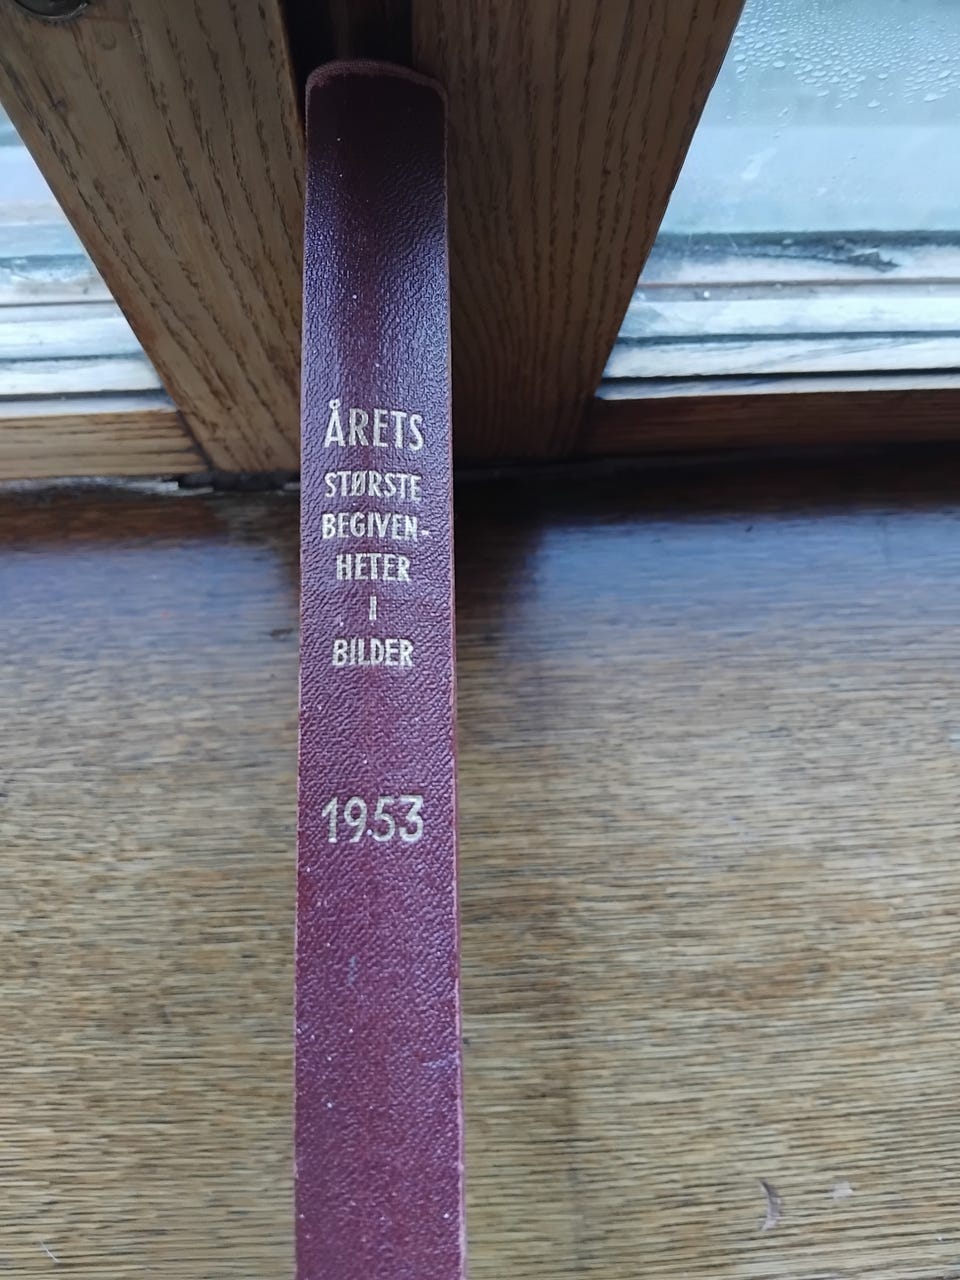 ÅRETS
STØRSTE
BEGIVEN-
HETER
I
BILDER
1953